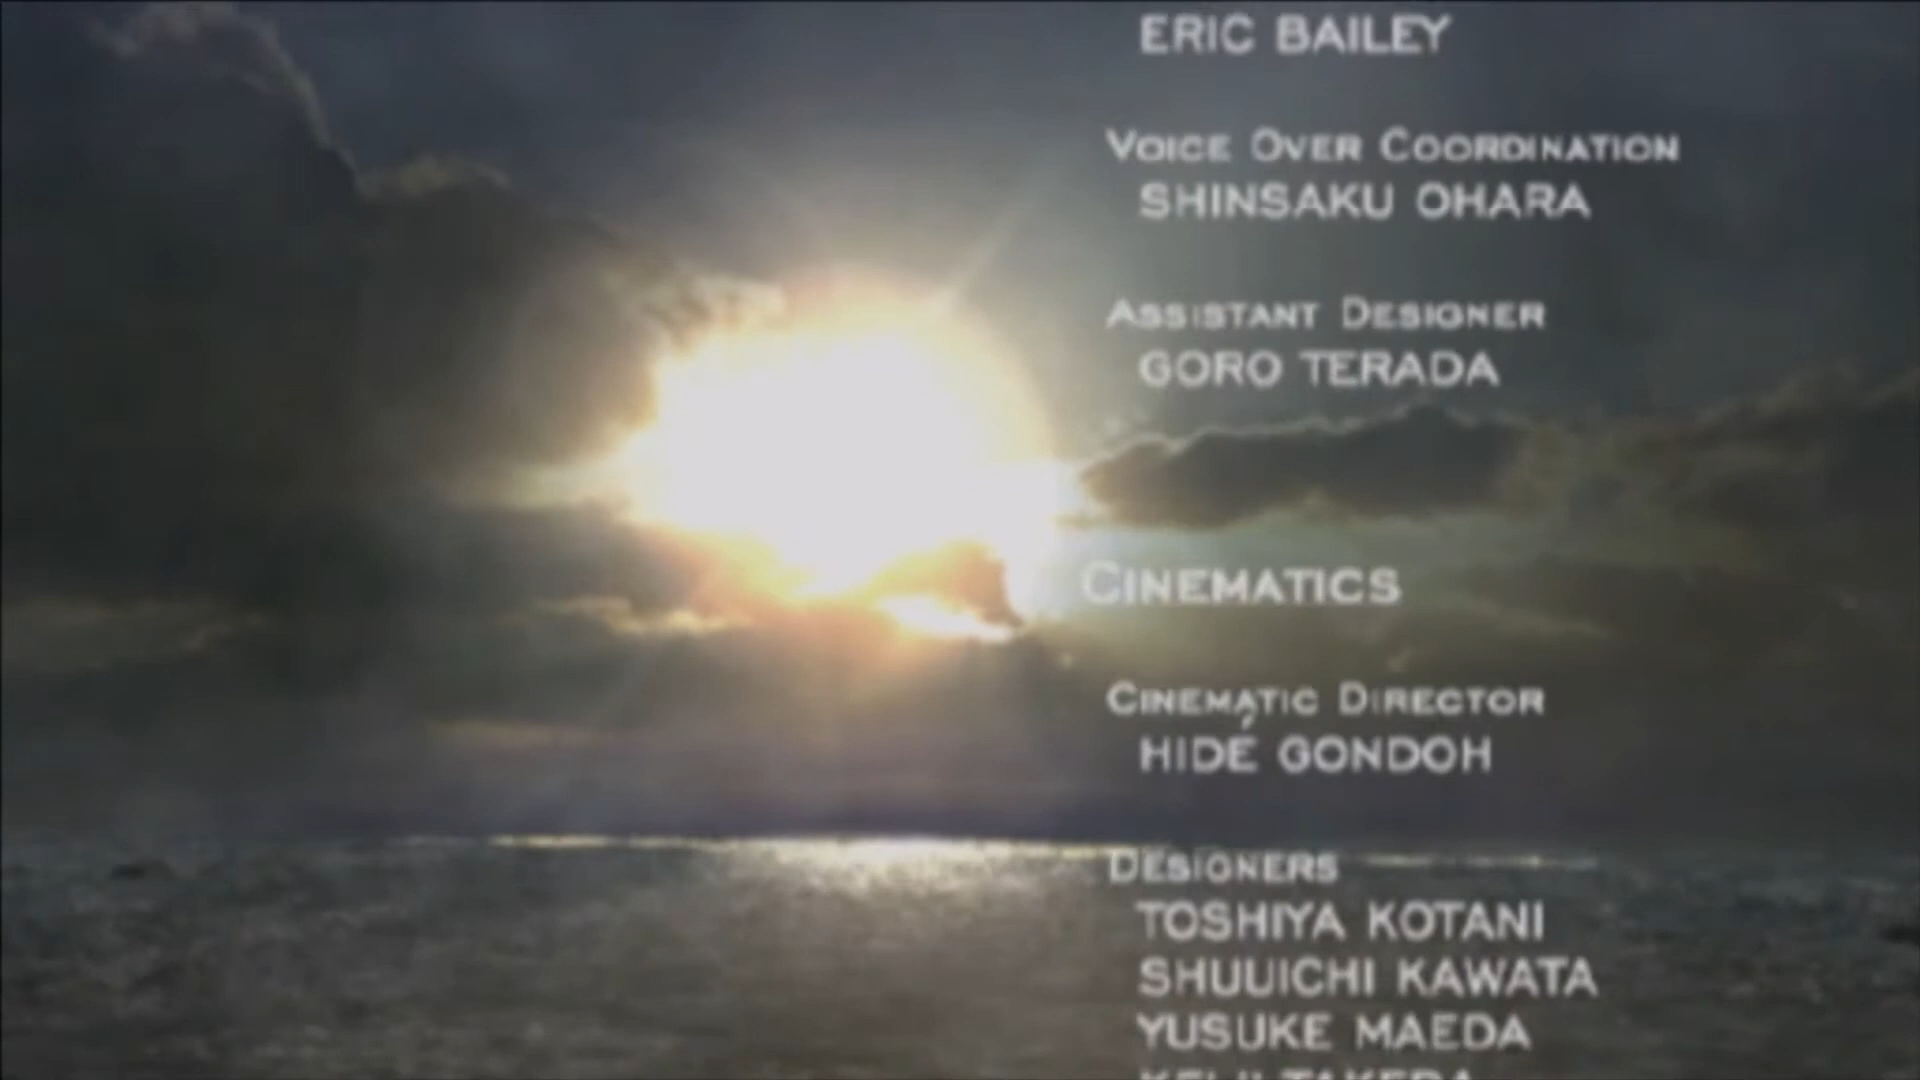 ERIC BAILEY
VOICE OVER COORDINATION
SHINSAKU OHARA
ASSISTANT DESIGNER
GORO TERADA
CINEMATICS
CINEMATIC DIRECTOR
HIDÉ GONDOH
DESIGNERS
TOSHIYA KOTANI
SHUUICHI KAWATA
YUSUKE MAEDA